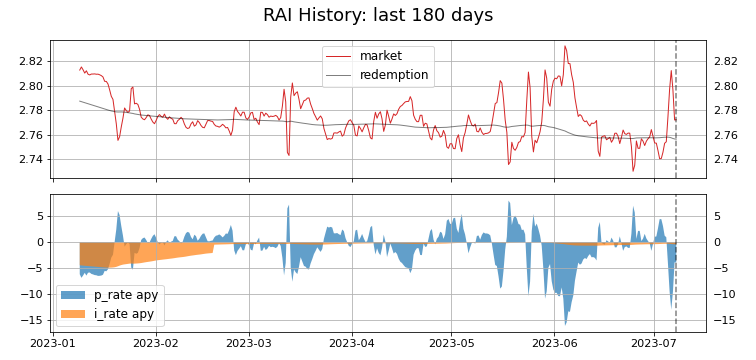 RAI History: last 180 days
market
redemption
2.82 2.82
2.80 2.80
2.78 2.78
2.76 2.76
2.74 2.74
5 5
0 0
−5 −5
−10 −10
−15 −15
p_rate apy
i_rate apy
2023-01 2023-02 2023-03 2023-04 2023-05 2023-06 2023-07